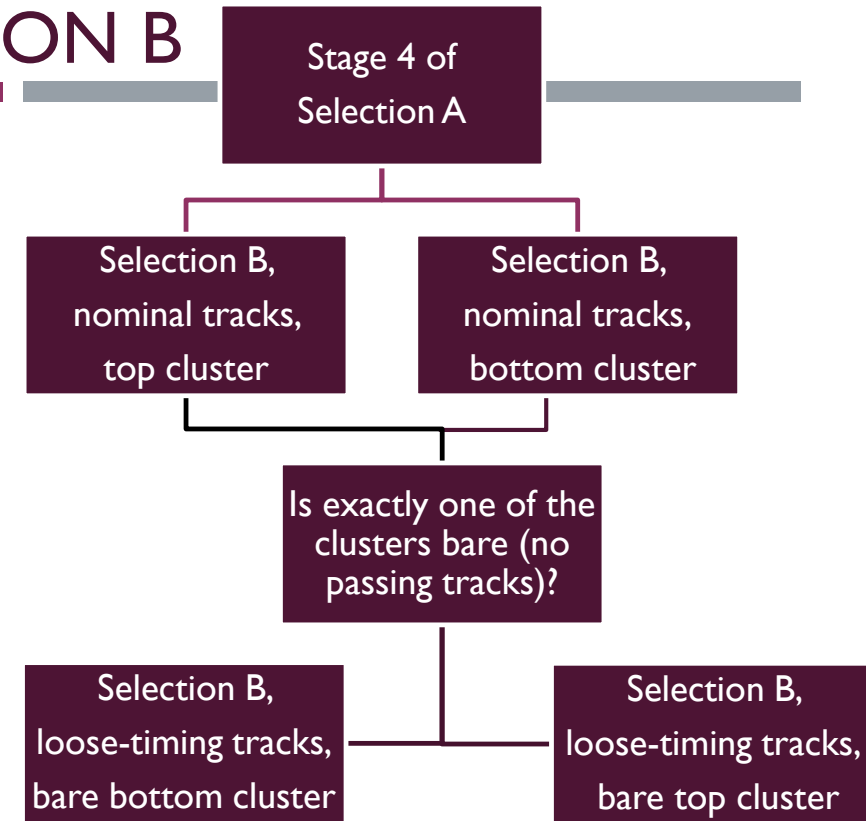 ON B
Stage 4 of
Selection A
Selection B,
nominal tracks,
top cluster
Selection B,
nominal tracks,
bottom cluster
Is exactly one of the
clusters bare (no
passing tracks)?
Selection B,
loose-timing tracks,
bare bottom cluster
Selection B,
loose-timing tracks,
bare top cluster